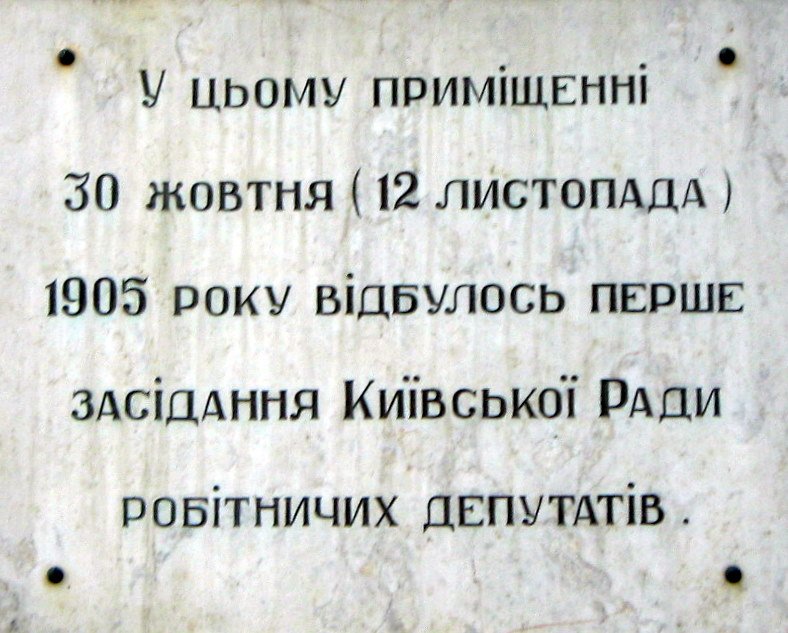 У цьому приміщенні
30 жовтня (12 листопада)
1905 року відбулось перше
засідання Київської Ради
робітничих депутатів.